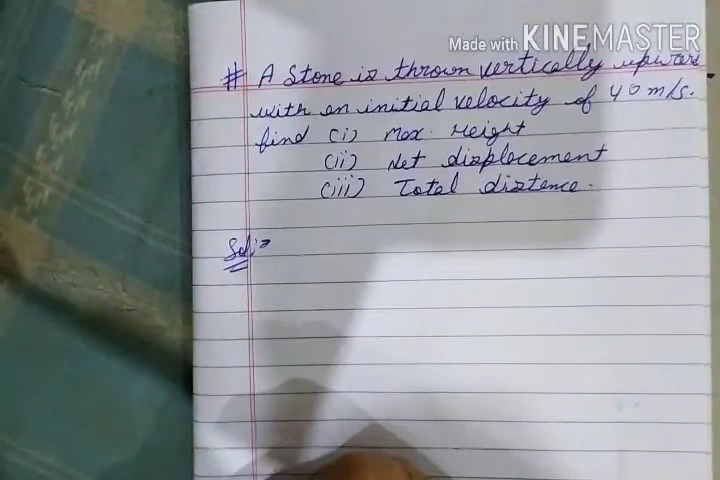 Made with KINEMASTER
# A Stone is thrown vertically upward
with an initial velocity of 40 m/s.
find (i) Max. Height
(ii) Net displacement
(iii) Total distance.
Sol:-